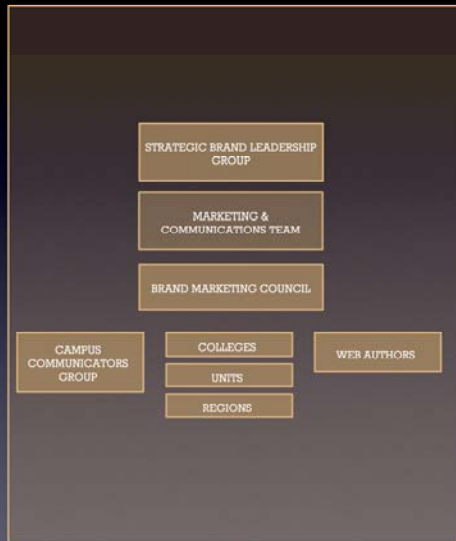 STRATEGIC BRAND LEADERSHIP
GROUP
MARKETING &
COMMUNICATIONS TEAM
BRAND MARKETING COUNCIL
CAMPUS
COMMUNICATORS
GROUP
COLLEGES
UNITS
REGIONS
WEB AUTHORS